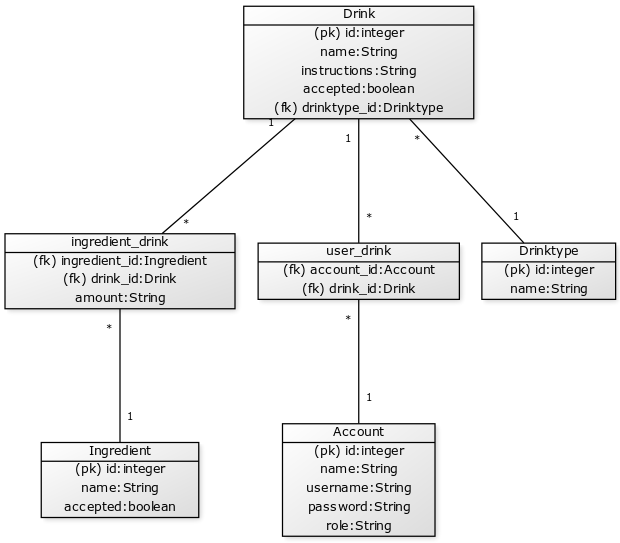 Drink
(pk) id:integer
name:String
instructions:String
accepted:boolean
(fk) drinktype_id:Drinktype
1
1
*
*
*
1
ingredient_drink
(fk) ingredient_id:Ingredient
(fk) drink_id:Drink
amount:String
user_drink
(fk) account_id:Account
(fk) drink_id:Drink
Drinktype
(pk) id:integer
name:String
*
*
1
1
Ingredient
(pk) id:integer
name:String
accepted:boolean
Account
(pk) id:integer
name:String
username:String
password:String
role:String